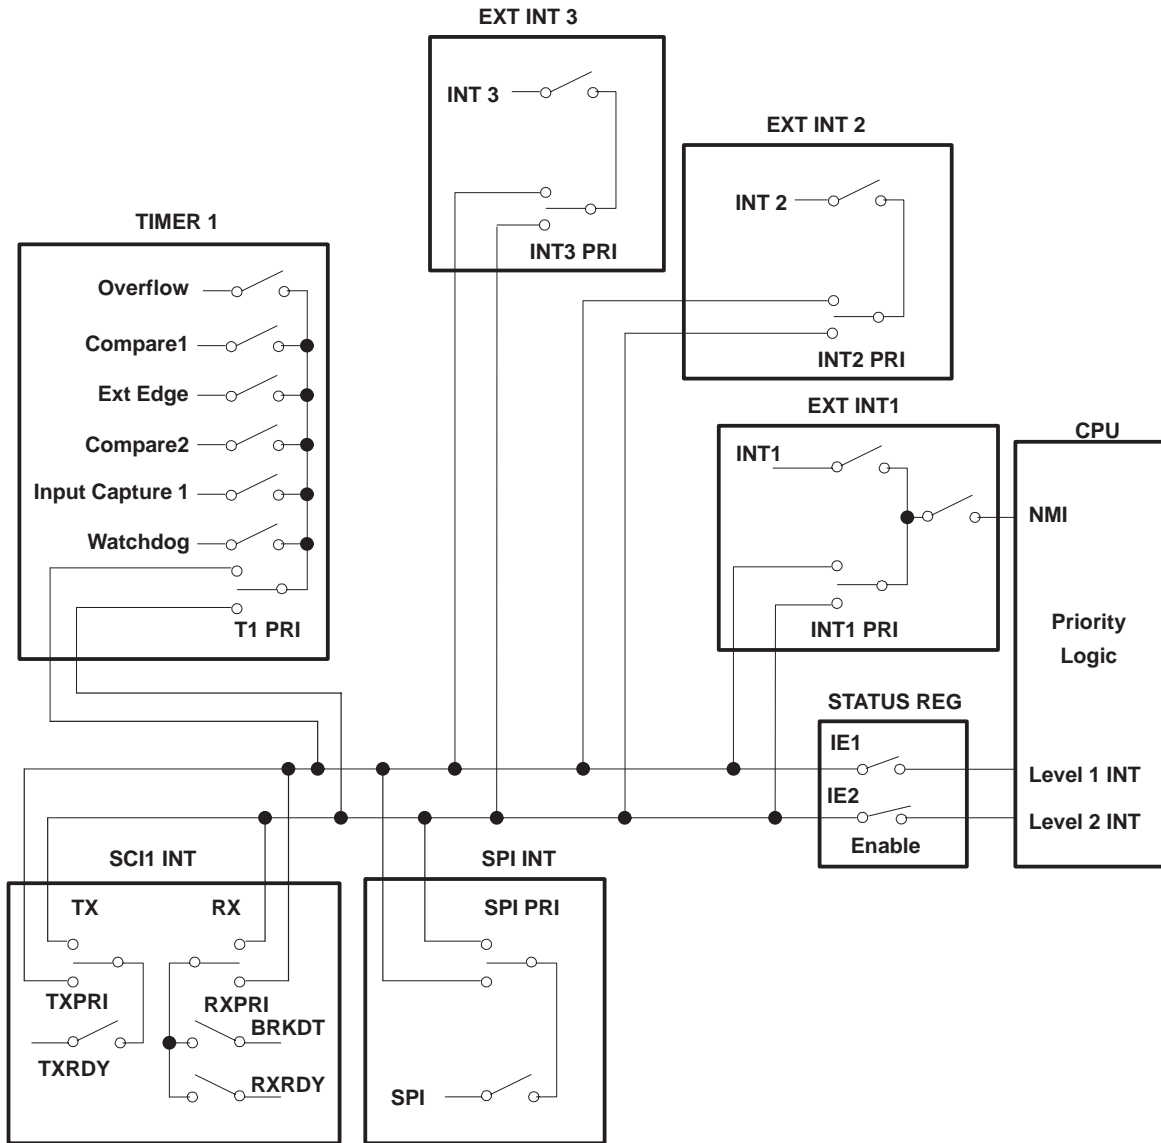 EXT INT 3
INT 3
INT3 PRI
EXT INT 2
INT 2
INT2 PRI
TIMER 1
Overflow
Compare1
Ext Edge
Compare2
Input Capture 1
Watchdog
T1 PRI
EXT INT1
INT1
INT1 PRI
CPU
NMI
Priority
Logic
Level 1 INT
Level 2 INT
STATUS REG
IE1
IE2
Enable
SCI1 INT
TX
RX
TXPRI
RXPRI
BRKDT
TXRDY
RXRDY
SPI INT
SPI PRI
SPI